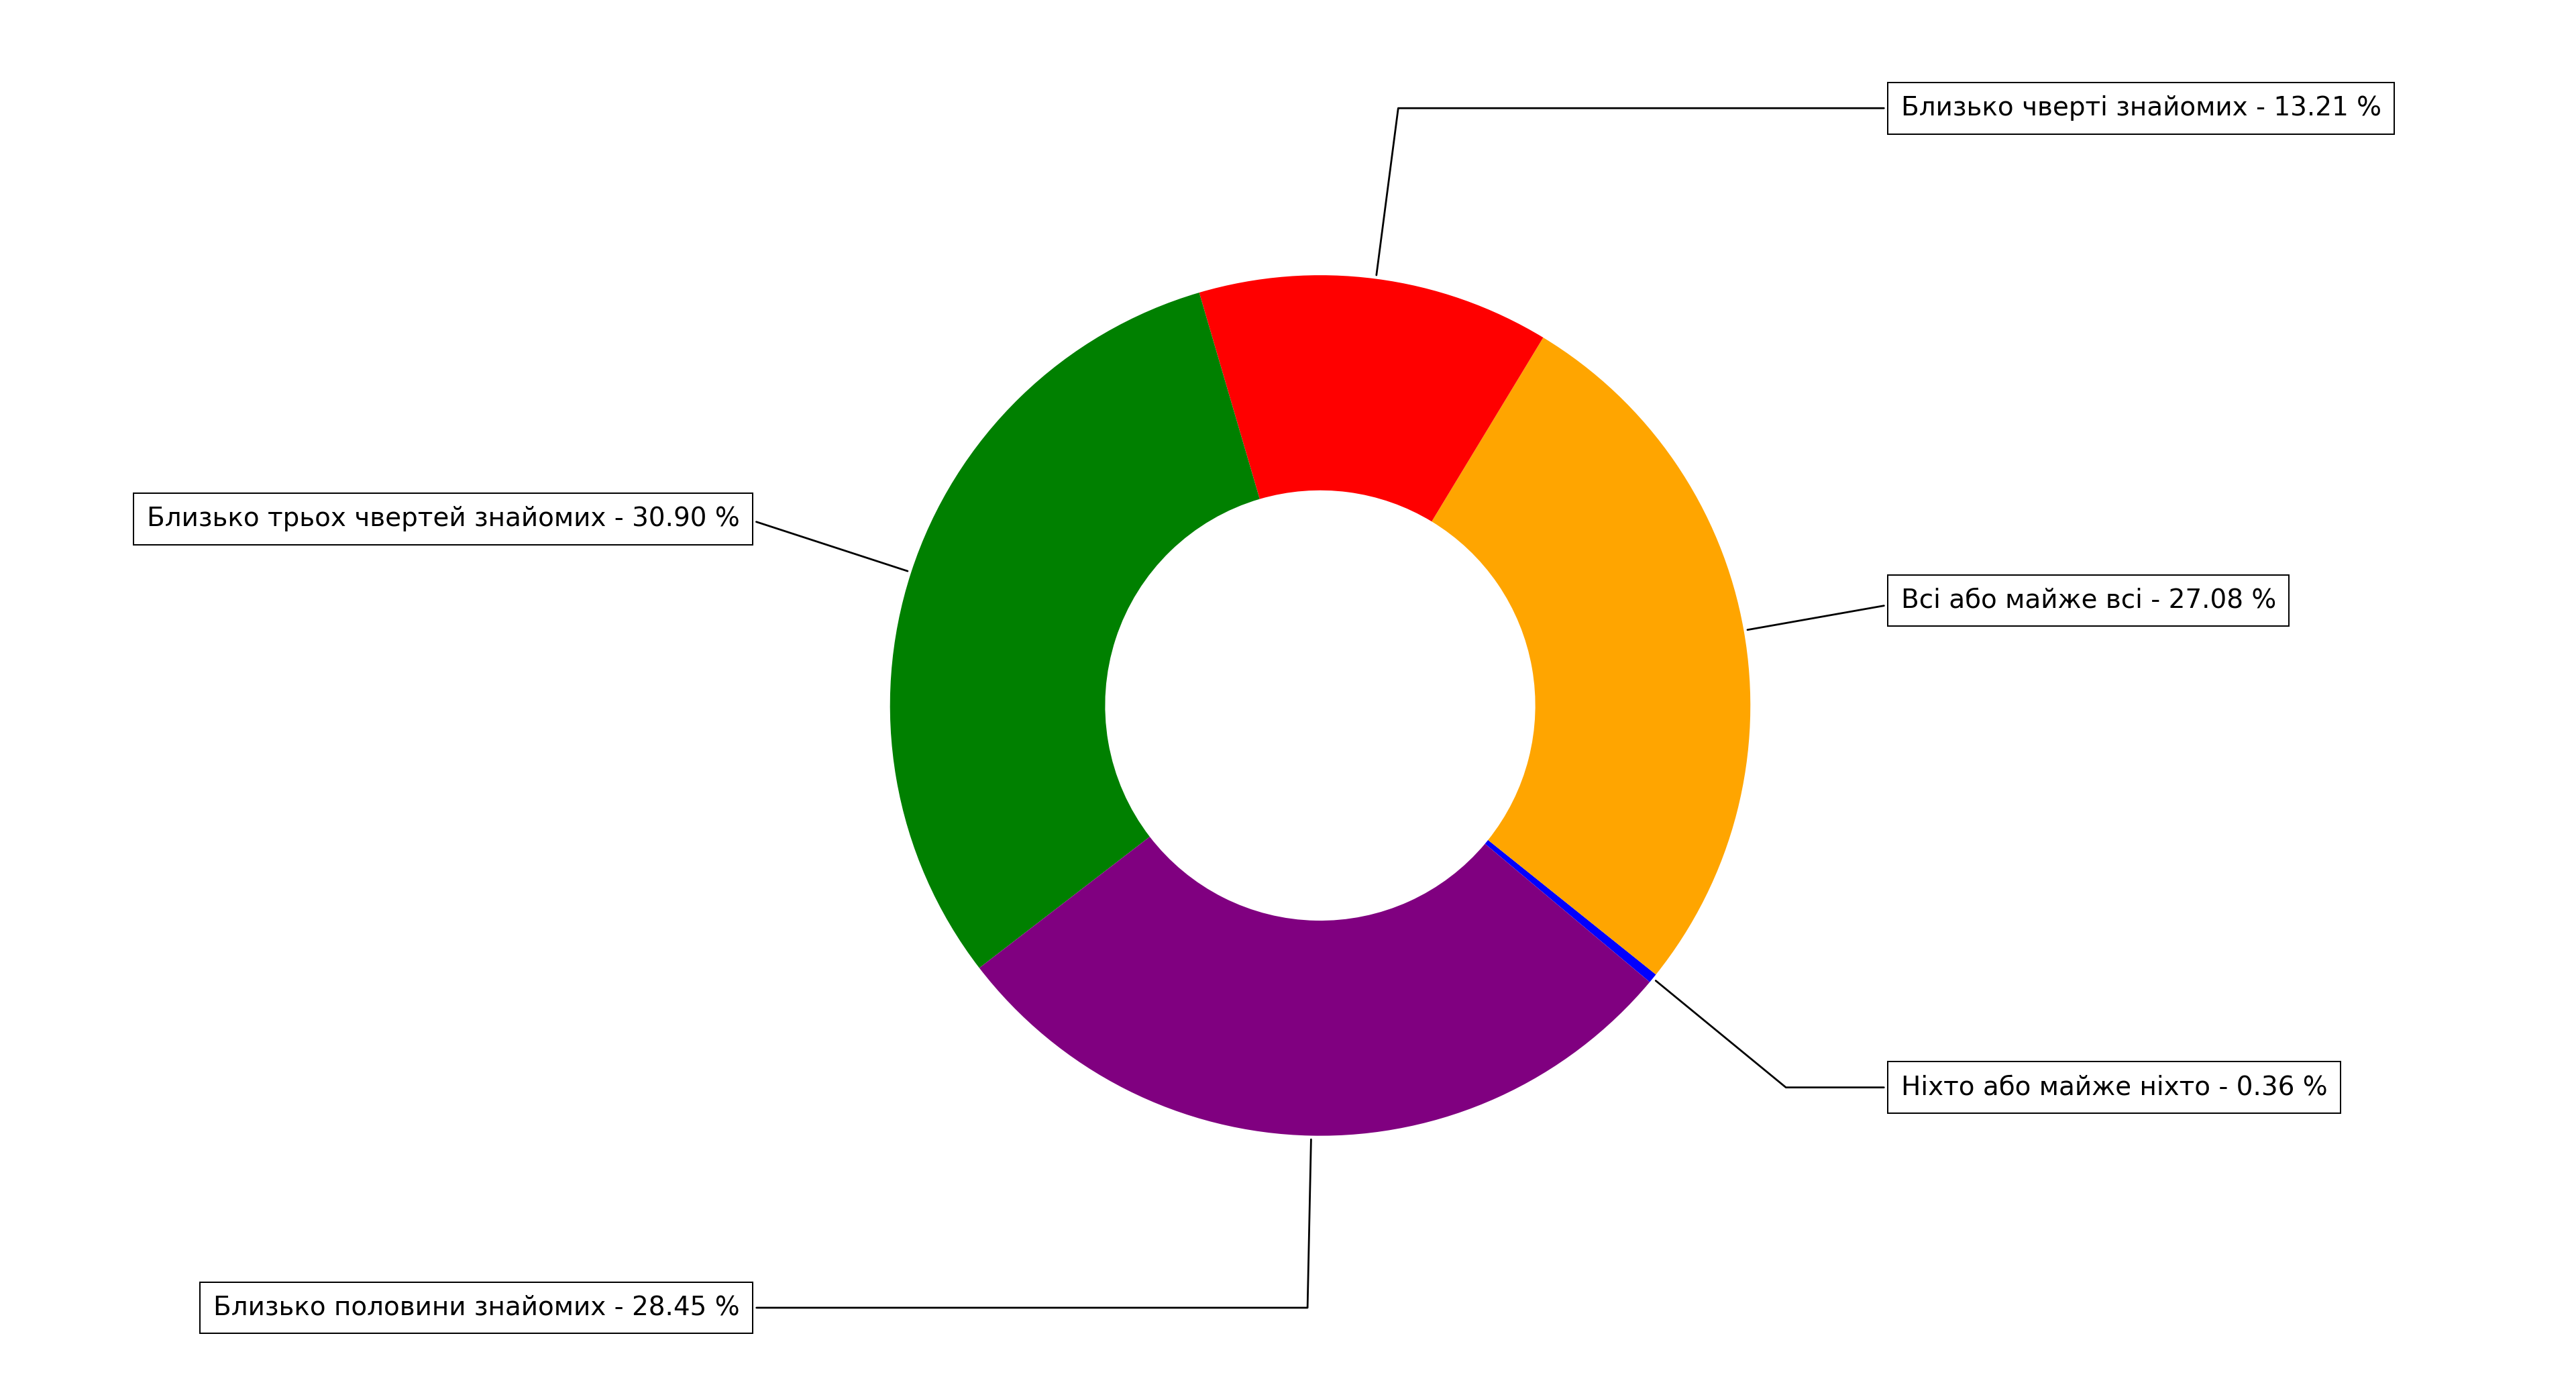 Близько чверті знайомих - 13.21 %
Близько трьох чвертей знайомих - 30.90 %
Всі або майже всі - 27.08 %
Ніхто або майже ніхто - 0.36 %
Близько половини знайомих - 28.45 %